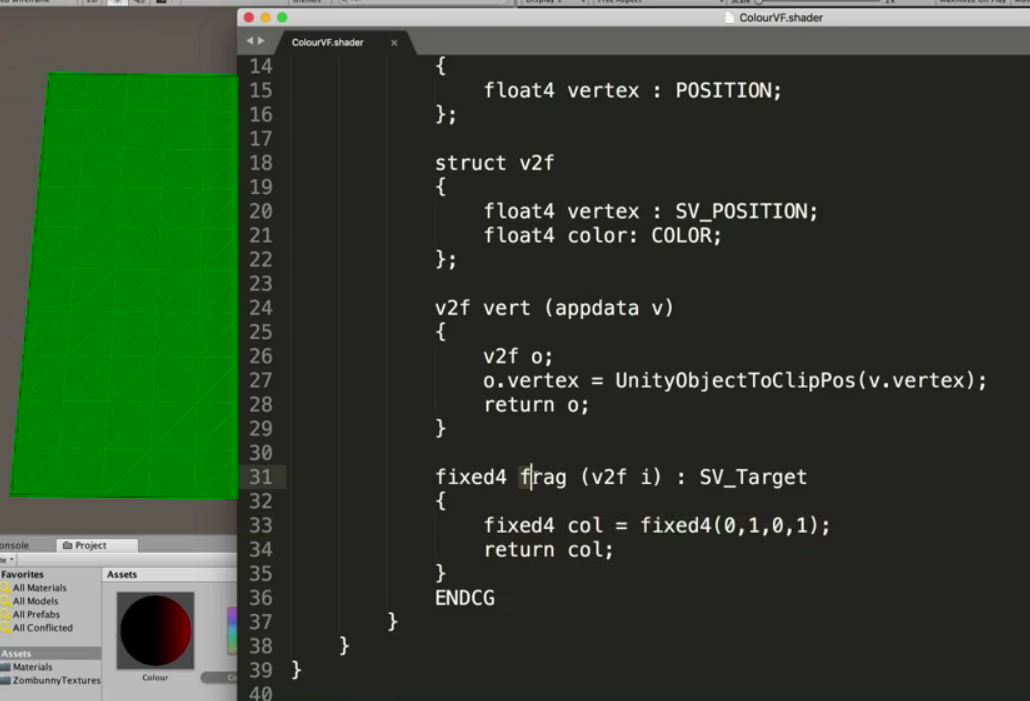 ColourVF.shader
ColourVF.shader ×
14 {
15 float4 vertex : POSITION;
16 };
17
18 struct v2f
19 {
20 float4 vertex : SV_POSITION;
21 float4 color: COLOR;
22 };
23
24 v2f vert (appdata v)
25 {
26 v2f o;
27 o.vertex = UnityObjectToClipPos(v.vertex);
28 return o;
29 }
30
31 fixed4 frag (v2f i) : SV_Target
32 {
33 fixed4 col = fixed4(0,1,0,1);
34 return col;
35 }
36 ENDCG
37 }
38 }
39 }
40
onsole Project
Favorites
All Materials
All Models
All Prefabs
All Conflicted
Assets
Materials
ZombunnyTextures
Assets
Colour